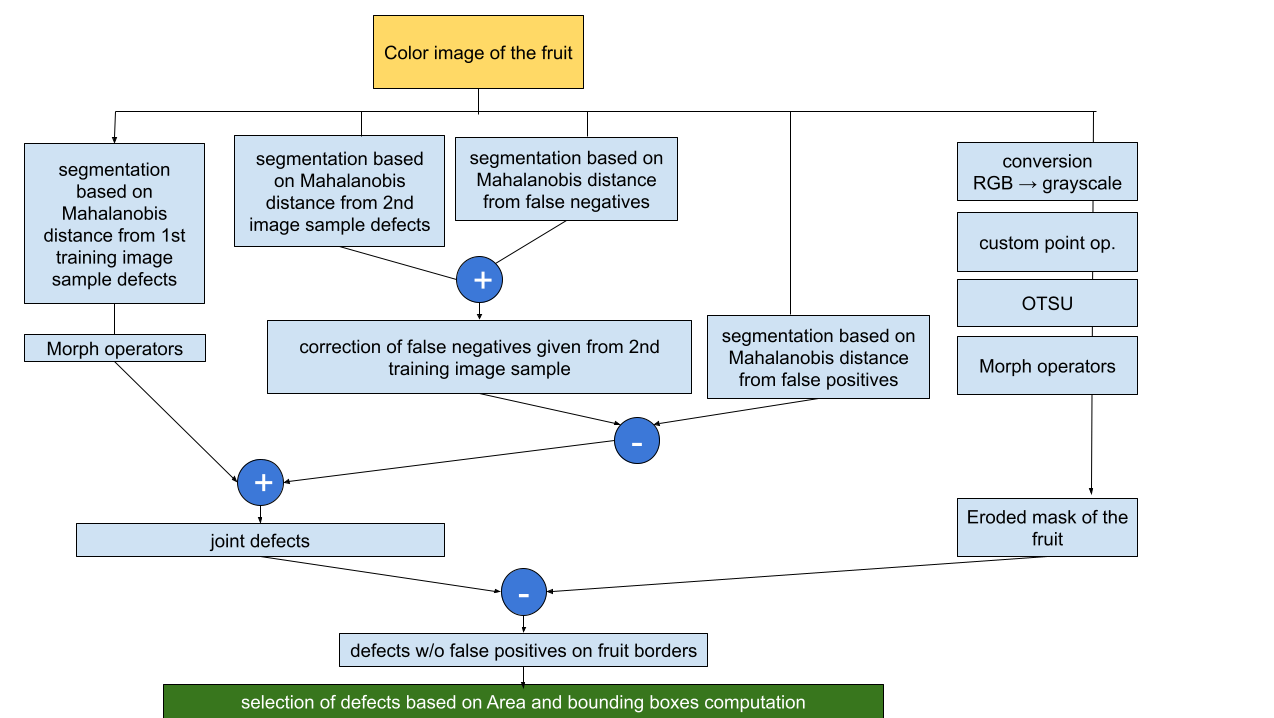 Color image of the fruit
segmentation
based on
Mahalanobis
distance from 1st
training image
sample defects
segmentation based
on Mahalanobis
distance from 2nd
image sample defects
segmentation based on
Mahalanobis distance
from false negatives
conversion
RGB → grayscale
custom point op.
+
OTSU
Morph operators
correction of false negatives given from 2nd
training image sample
segmentation based on
Mahalanobis distance
from false positives
Morph operators
-
+
joint defects
Eroded mask of the
fruit
-
defects w/o false positives on fruit borders
selection of defects based on Area and bounding boxes computation